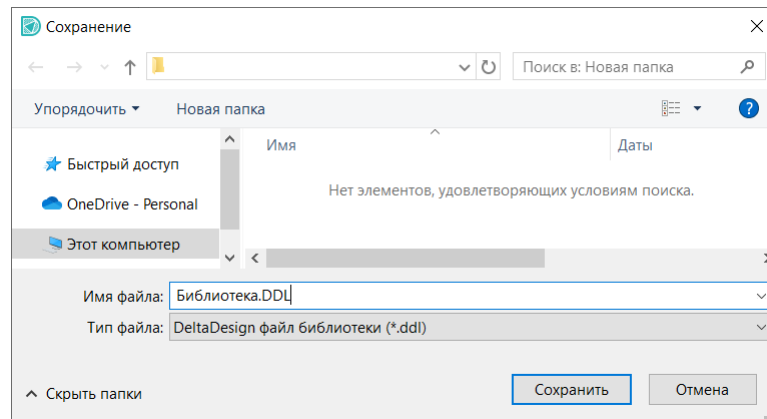 Сохранение
Поиск в: Новая папка
Упорядочить Новая папка
Имя Даты
Быстрый доступ
Нет элементов, удовлетворяющих условиям поиска.
OneDrive - Personal
Этот компьютер
Имя файла: Библиотека.DDL
Тип файла: DeltaDesign файл библиотеки (*.ddl)
Скрыть папки Сохранить Отмена